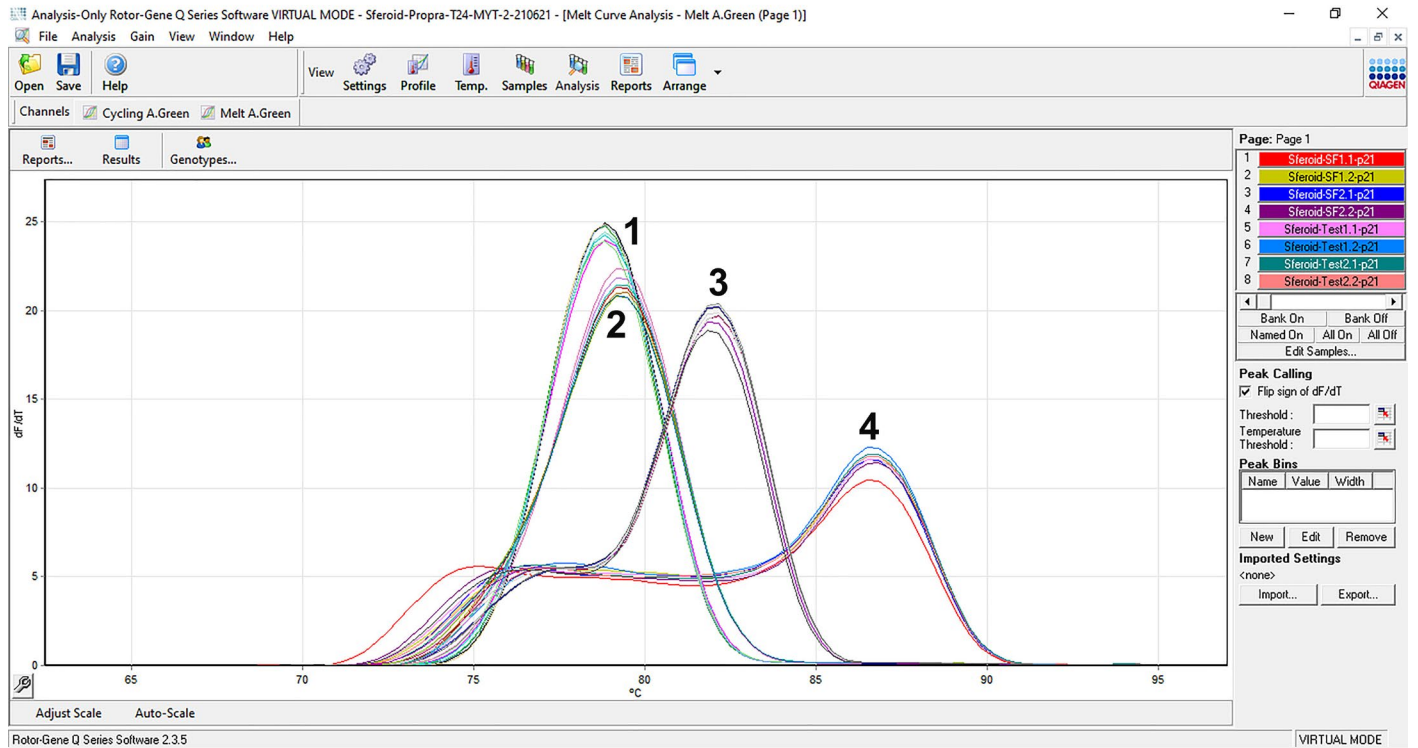 Analysis-Only Rotor-Gene Q Series Software VIRTUAL MODE - Sferoid-Propra-T24-MYT-2-210621 - [Melt Curve Analysis - Melt A.Green (Page 1)]
File Analysis Gain View Window Help
Open Save Help View Settings Profile Temp. Samples Analysis Reports Arrange
QIAGEN
Channels Cycling A.Green Melt A.Green
Reports... Results Genotypes...
Page: Page 1
1 Sferoid-SF1.1-p21
2 Sferoid-SF1.2-p21
3 Sferoid-SF2.1-p21
4 Sferoid-SF2.2-p21
5 Sferoid-Test1.1-p21
6 Sferoid-Test1.2-p21
7 Sferoid-Test2.1-p21
8 Sferoid-Test2.2-p21
Bank On Bank Off
Named On All On All Off
Edit Samples...
Peak Calling
Flip sign of dF/dT
Threshold :
Temperature
Threshold :
Peak Bins
Name Value Width
New Edit Remove
Imported Settings
<none>
Import... Export...
25
20
15
10
5
0
dF/dT
1
2
3
4
65 70 75 80 85 90 95
°C
Adjust Scale Auto-Scale
Rotor-Gene Q Series Software 2.3.5 VIRTUAL MODE